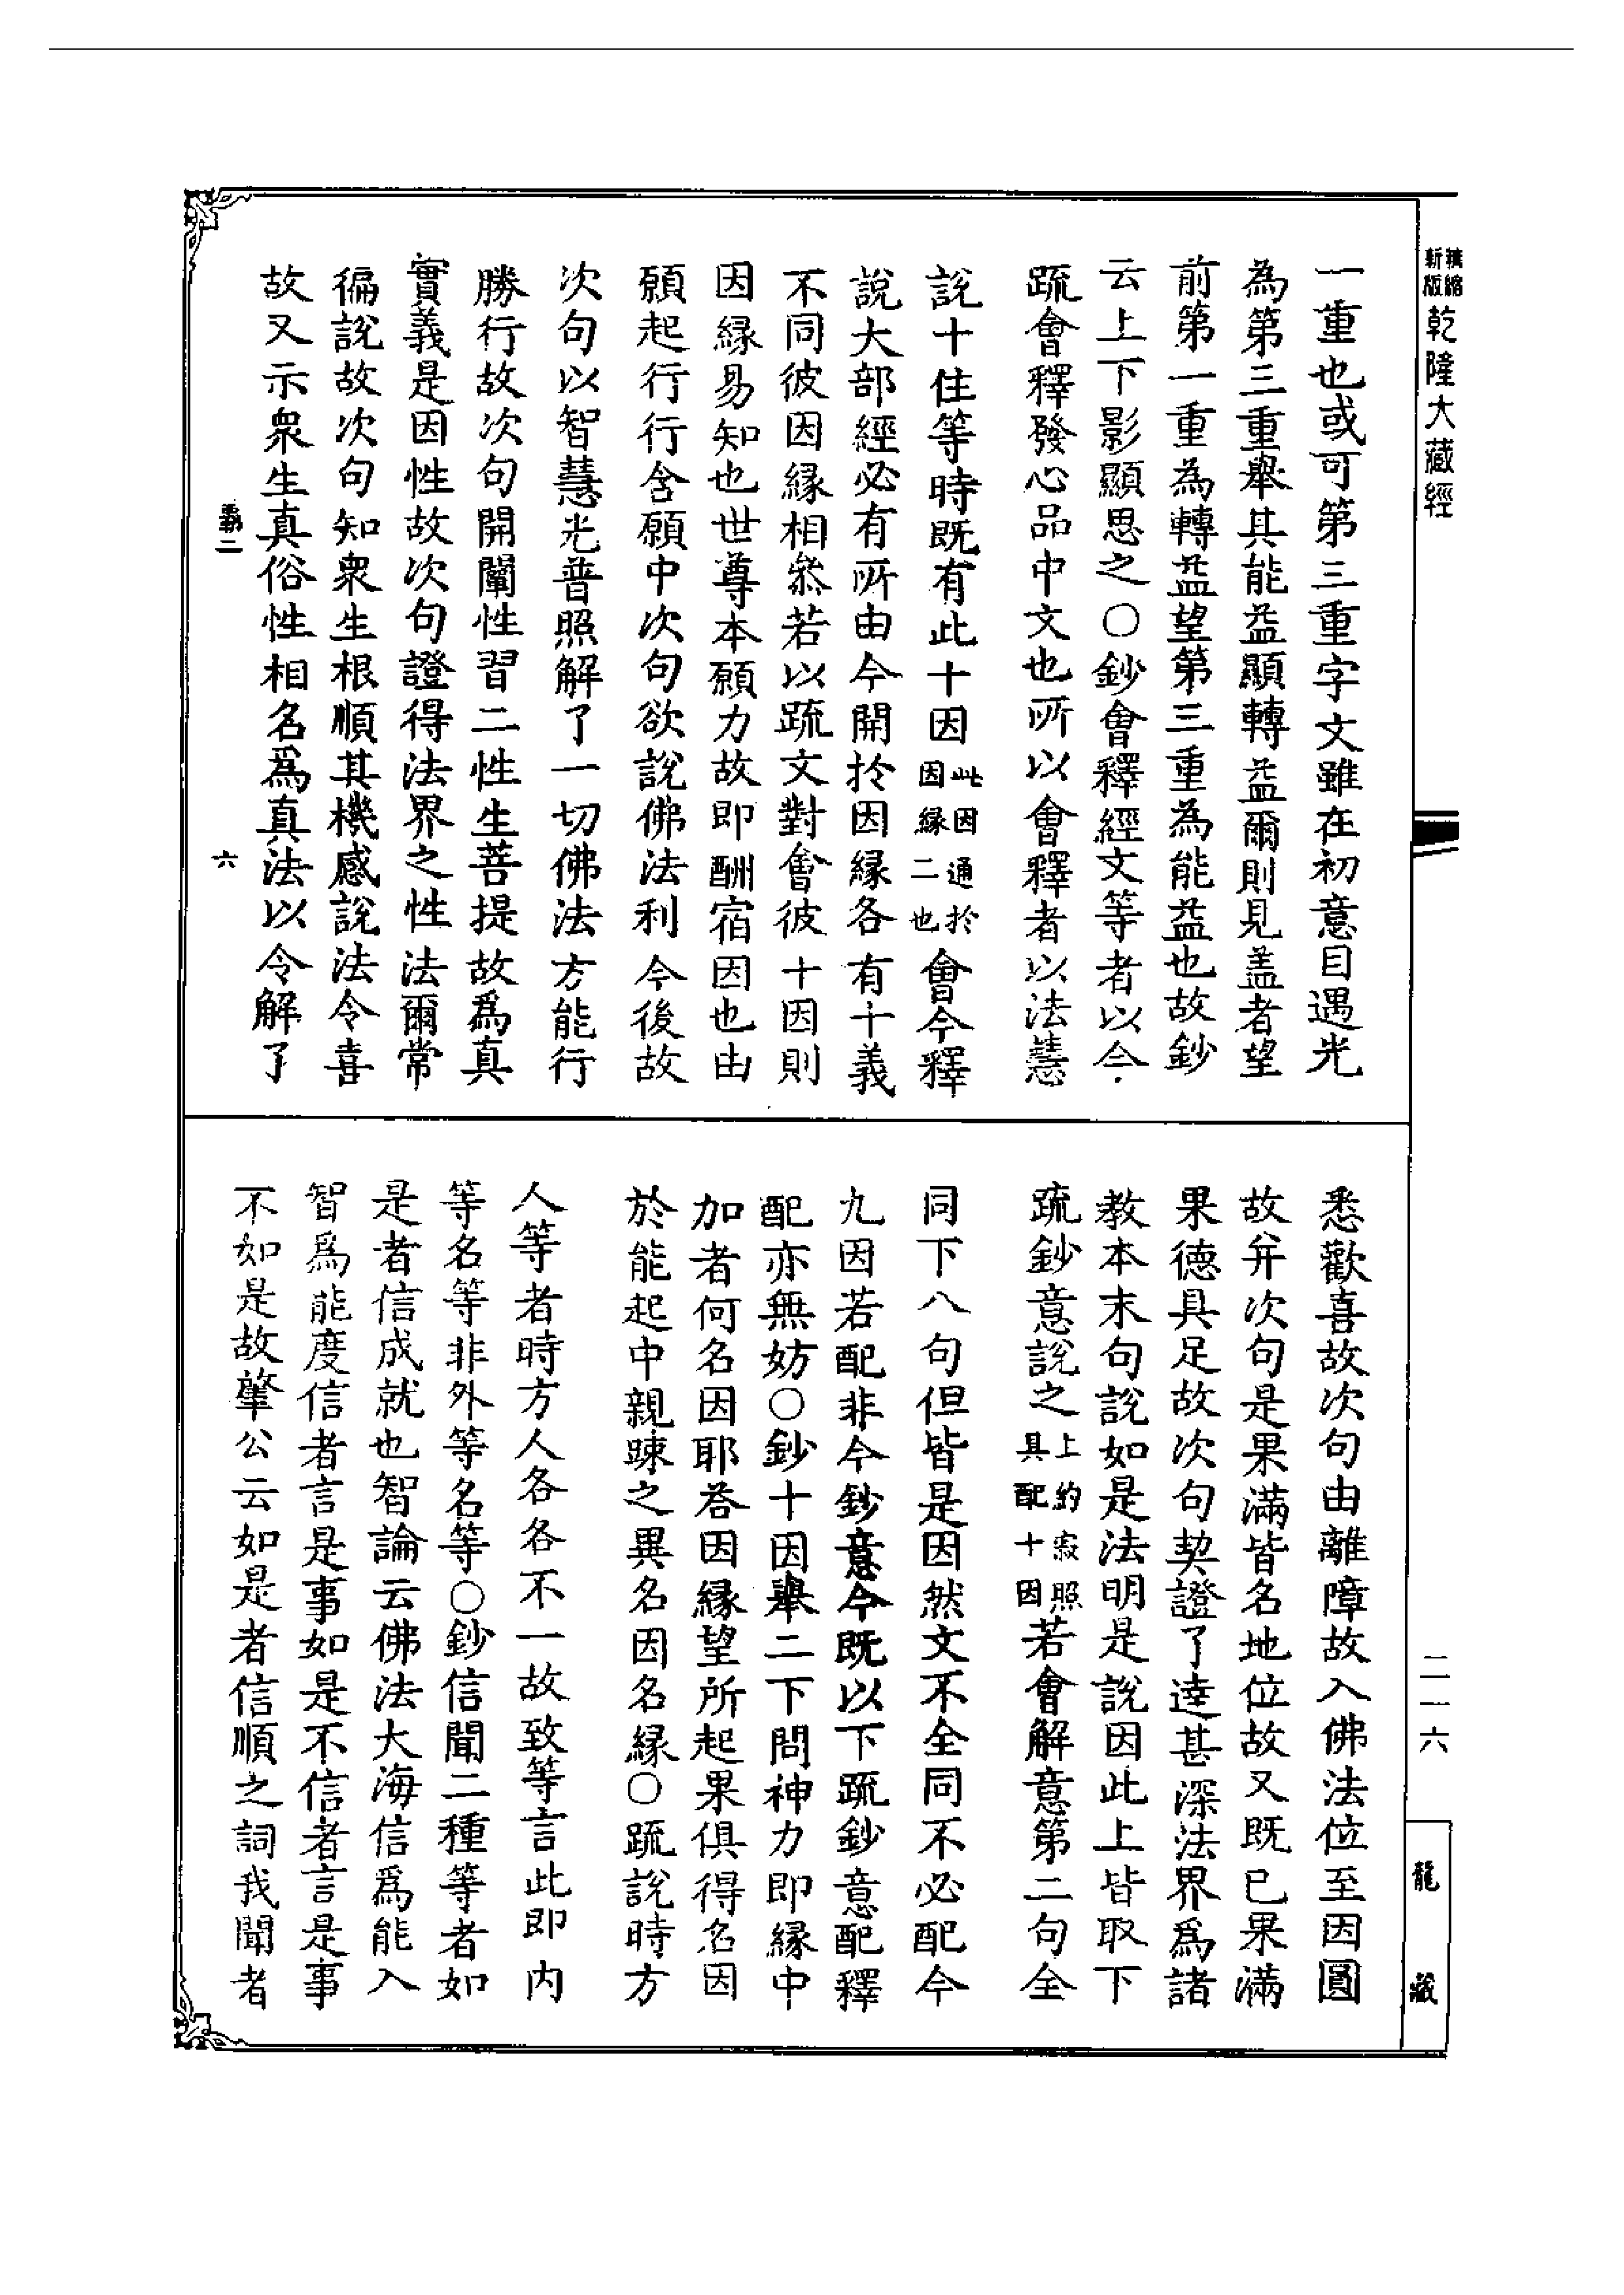 精縮
新版
乾隆大藏經
一重也或可第三重字文雖在初意目遇光
為第三重舉其能益顯轉益爾則見盖者望
前第一重為轉益望第三重為能益也故鈔
云上下影顯思之〇鈔會釋經文等者以今
疏會釋發心品中文也所以會釋者以法慧
說十住等時既有此十因此因通於因緣二也會今釋
說大部經必有所由今開於因緣各有十義
不同彼因緣相叅若以疏文對會彼十因則
因緣易知也世尊本願力故即酬宿因也由
願起行行含願中次句欲說佛法利今後故
次句以智慧光普照解了一切佛法方能行
勝行故次句開闡性習二性生菩提故為真
實義是因性故次句證得法界之性法爾常
徧說故次句知衆生根順其機感說法令喜
故又示衆生真俗性相名為真法以令解了
二
六
悉歡喜故次句由離障故入佛法位至因圓
故并次句是果滿皆名地位故又既已果滿
果德具足故次句契證了達甚深法界為諸
教本末句說如是法明是說因此上皆取下
疏鈔意說之上約寂照具配十因若會解意第二句全
同下八句但皆是因然文不全同不必配今
九因若配非今鈔意今既以下疏鈔意配釋
配亦無妨〇鈔十因舉二下問神力即緣中
加者何名因耶荅因緣望所起果俱得名因
於能起中親踈之異名因名緣〇疏說時方
人等者時方人各各不一故致等言此即內
等名等非外等名等〇鈔信聞二種等者如
是者信成就也智論云佛法大海信為能入
智為能度信者言是事如是不信者言是事
不如是故肇公云如是者信順之詞我聞者
二一六
龍藏